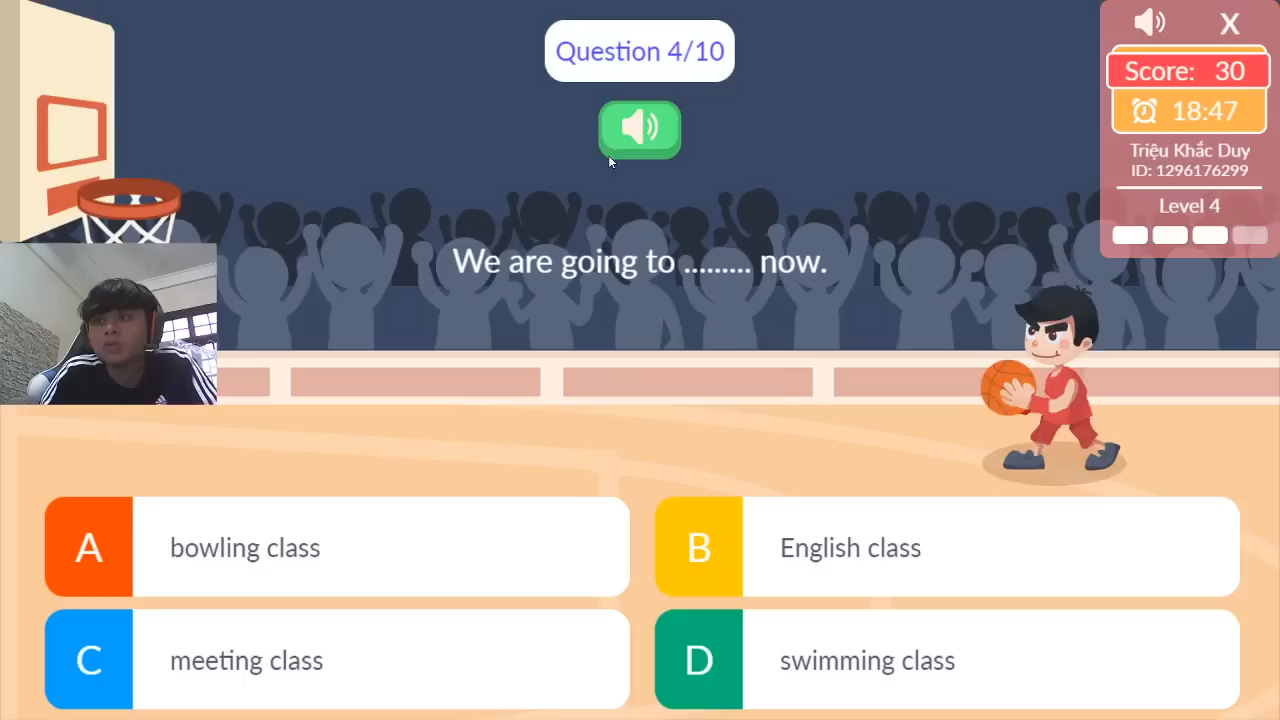 Question 4/10
X
Score: 30
18:47
Triệu Khắc Duy
ID: 1296176299
Level 4
We are going to ......... now.
A bowling class
B English class
C meeting class
D swimming class